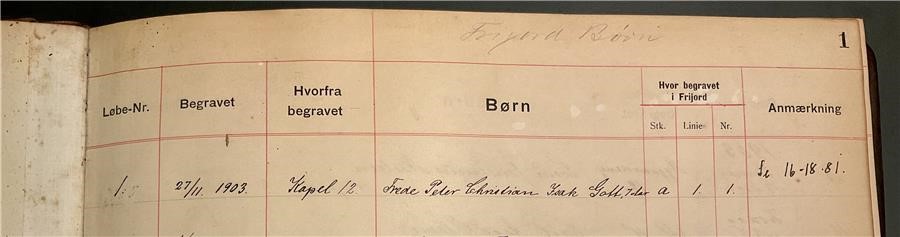 Frijord Børn
1
Løbe-Nr.
Begravet
Hvorfra
begravet
Børn
Hvor begravet
i Frijord
Stk.
Linie
Nr.
Anmærkning
1.
27/11 1903.
Kapel 12
Frede Peter Christian Isak Gott,
a
1.
1.
16-18.81.